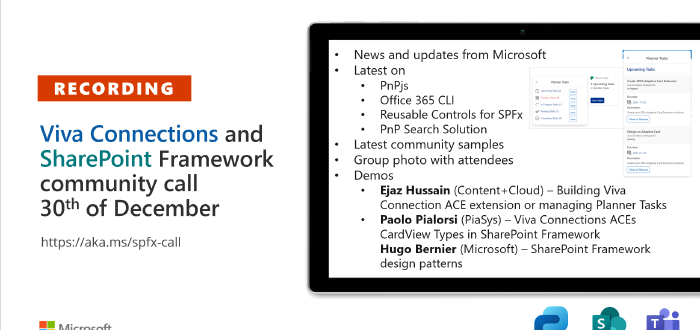 RECORDING
Viva Connections and
SharePoint Framework
community call
30th of December
https://aka.ms/spfx-call
Microsoft
• News and updates from Microsoft
• Latest on
• PnPjs
• Office 365 CLI
• Reusable Controls for SPFx
• PnP Search Solution
• Latest community samples
• Group photo with attendees
• Demos
• Ejaz Hussain (Content+Cloud) – Building Viva
Connection ACE extension or managing Planner Tasks
• Paolo Pialorsi (PiaSys) – Viva Connections ACEs
CardView Types in SharePoint Framework
Hugo Bernier (Microsoft) – SharePoint Framework
design patterns
Planner Tasks
Planner Tasks
Upcoming Tasks